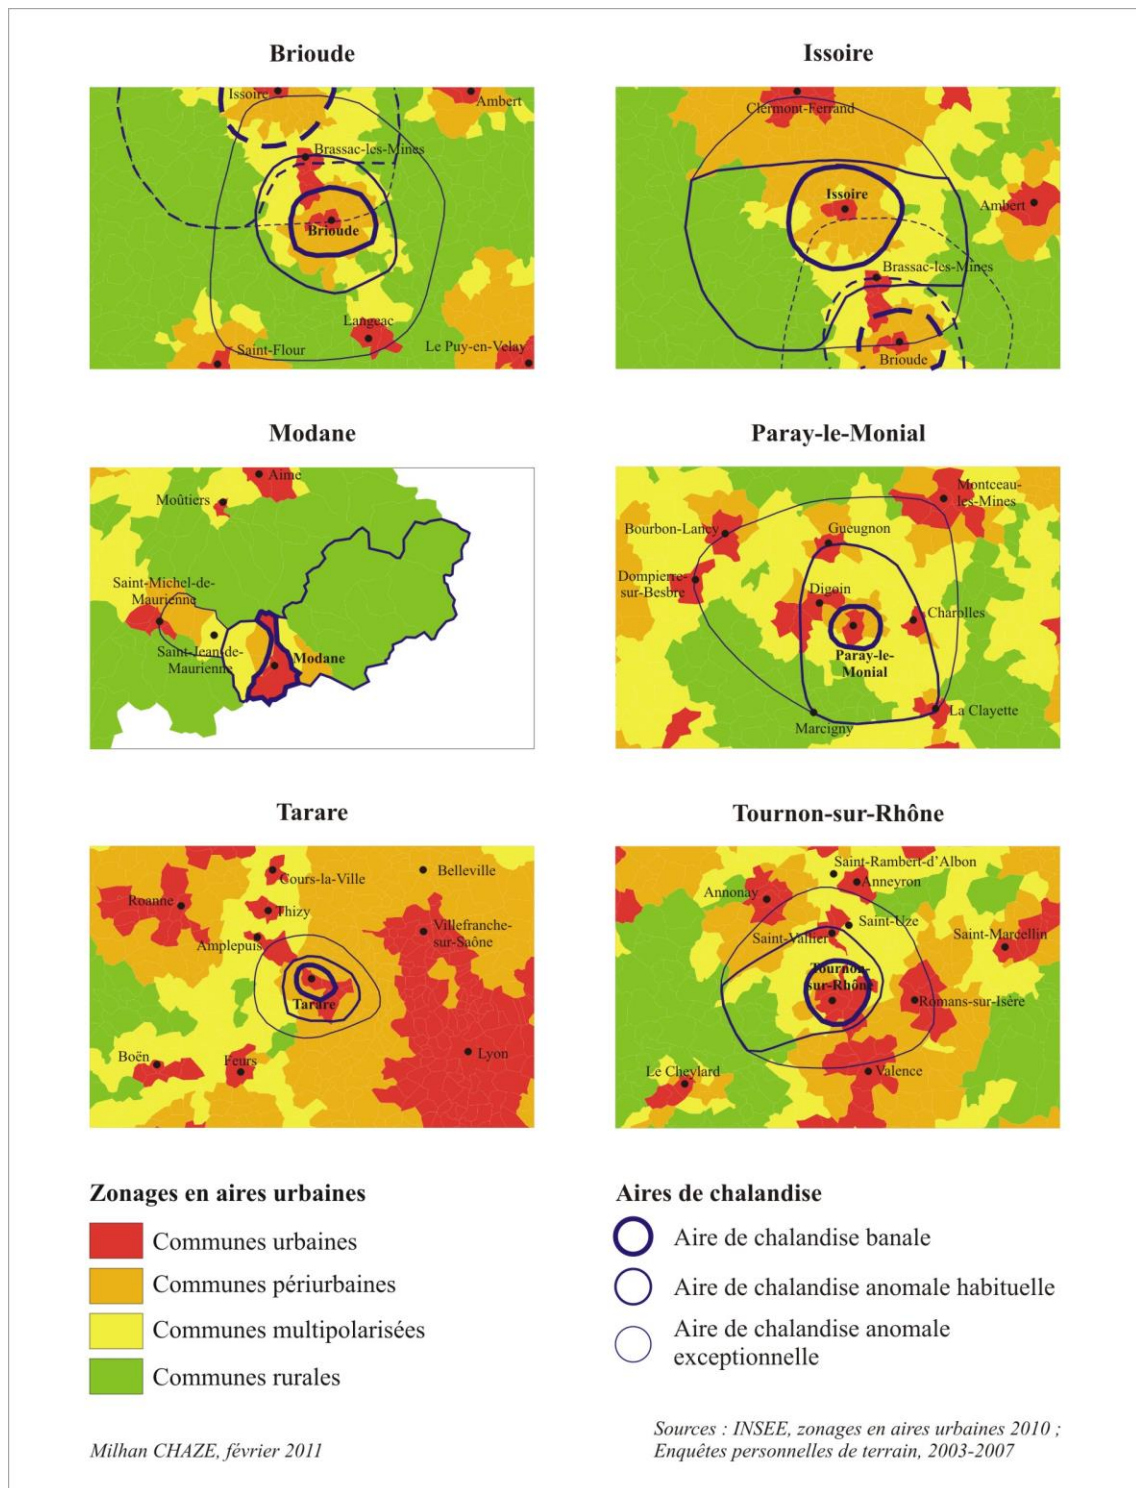 Brioude
Issoire
Ambert
Brassac-les-Mines
Brioude
Langeac
Saint-Flour
Le Puy-en-Velay
Issoire
Clermont-Ferrand
Issoire
Ambert
Brassac-les-Mines
Brioude
Modane
Aime
Moûtiers
Saint-Michel-de-
Maurienne
Saint-Jean-de-
Maurienne
Modane
Paray-le-Monial
Montceau-
les-Mines
Bourbon-Lancy
Gueugnon
Dompierre-
sur-Besbre
Digoin
Charolles
Paray-le-
Monial
La Clayette
Marcigny
Tarare
Cours-la-Ville
Belleville
Roanne
Thizy
Villefranche-
sur-Saône
Amplepuis
Tarare
Boën
Feurs
Lyon
Tournon-sur-Rhône
Saint-Rambert-d'Albon
Anneyron
Annonay
Saint-Uze
Saint-Vallier
Saint-Marcellin
Tournon-
sur-Rhône
Romans-sur-Isère
Le Cheylard
Valence
Zonages en aires urbaines
Communes urbaines
Communes périurbaines
Communes multipolarisées
Communes rurales
Aires de chalandise
Aire de chalandise banale
Aire de chalandise anomale habituelle
Aire de chalandise anomale
exceptionnelle
Milhan CHAZE, février 2011
Sources : INSEE, zonages en aires urbaines 2010 ;
Enquêtes personnelles de terrain, 2003-2007